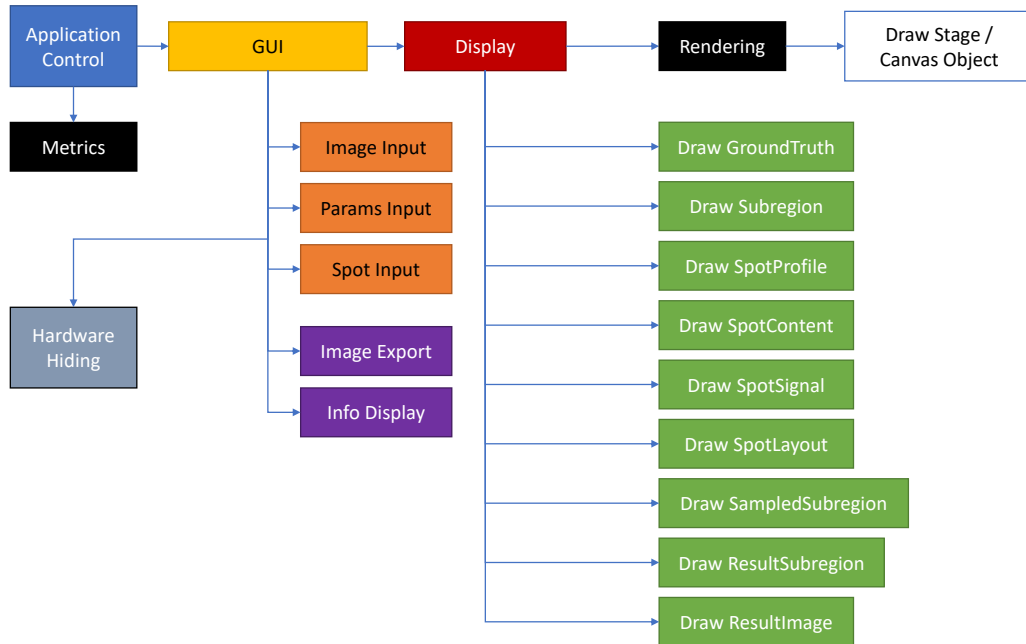 Application
Control
GUI
Display
Rendering
Draw Stage /
Canvas Object
Metrics
Image Input
Params Input
Spot Input
Hardware
Hiding
Image Export
Info Display
Draw GroundTruth
Draw Subregion
Draw SpotProfile
Draw SpotContent
Draw SpotSignal
Draw SpotLayout
Draw SampledSubregion
Draw ResultSubregion
Draw ResultImage